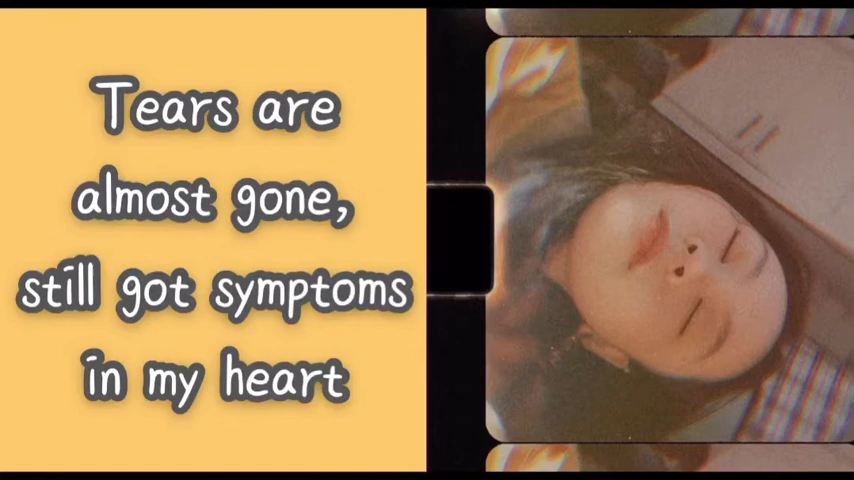 Tears are
almost gone,
still got symptoms
in my heart